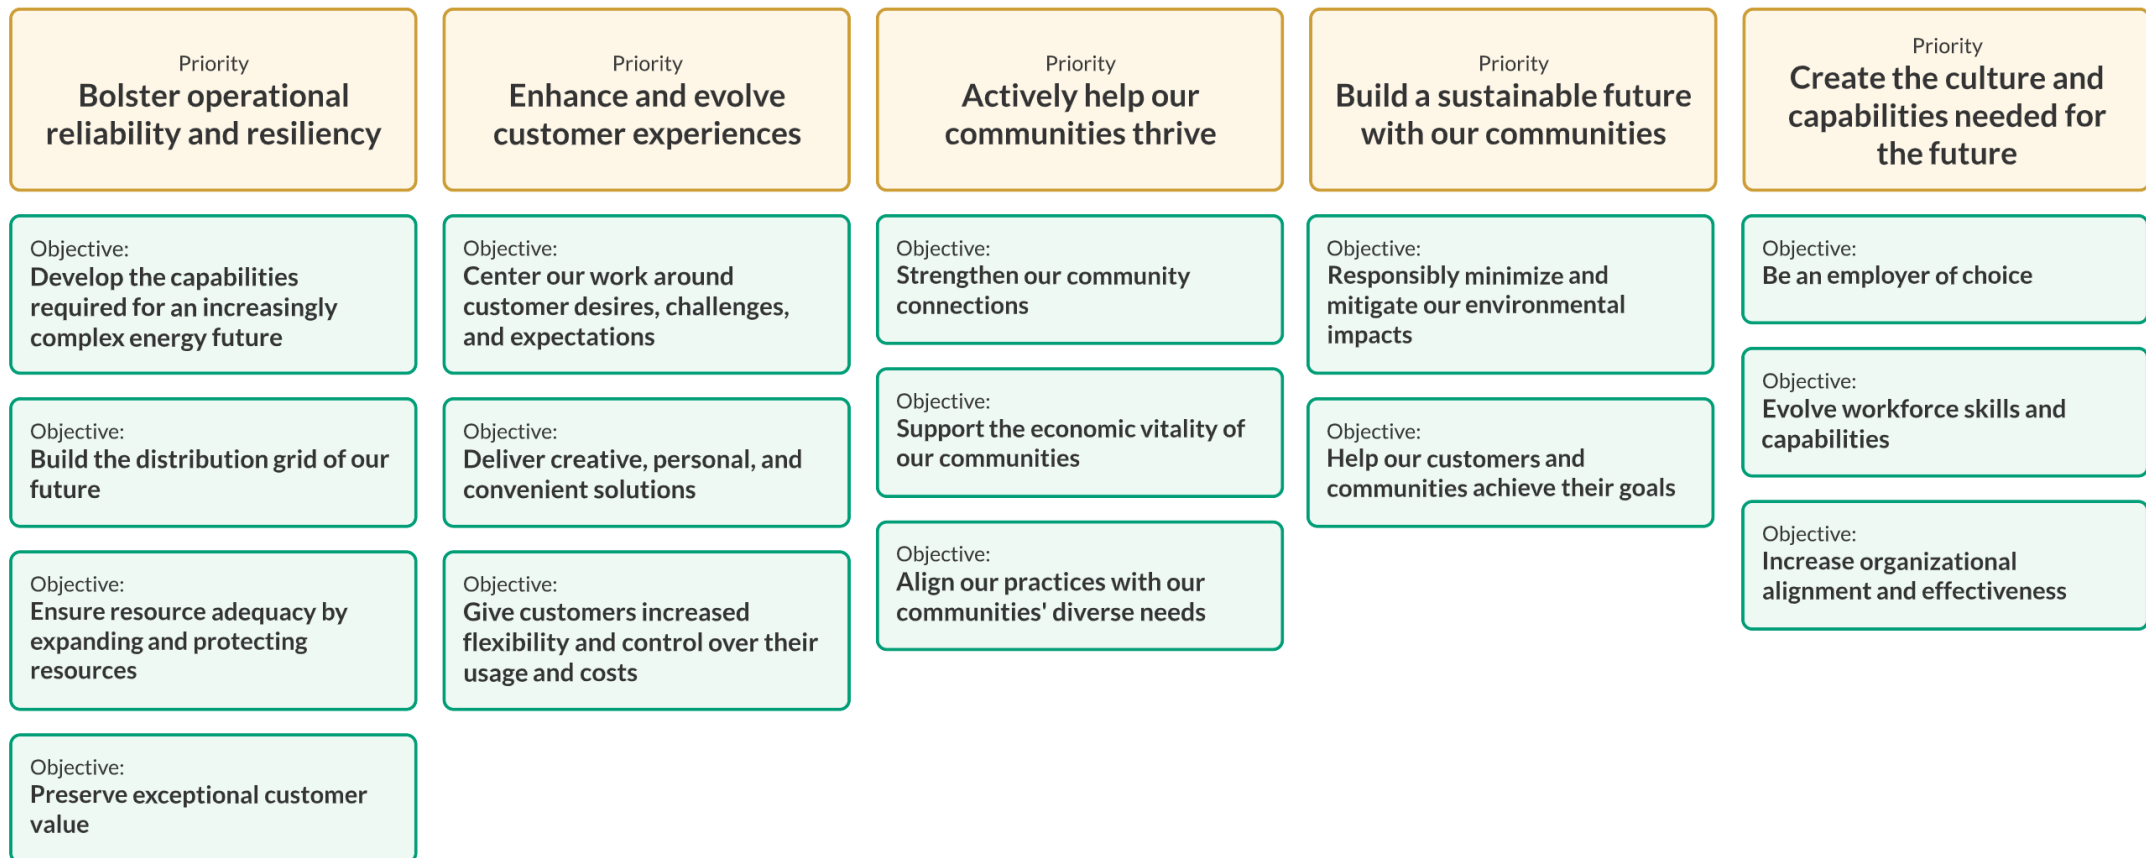 Priority
Bolster operational
reliability and resiliency
Objective:
Develop the capabilities
required for an increasingly
complex energy future
Objective:
Build the distribution grid of our
future
Objective:
Ensure resource adequacy by
expanding and protecting
resources
Objective:
Preserve exceptional customer
value
Priority
Enhance and evolve
customer experiences
Objective:
Center our work around
customer desires, challenges,
and expectations
Objective:
Deliver creative, personal, and
convenient solutions
Objective:
Give customers increased
flexibility and control over their
usage and costs
Priority
Actively help our
communities thrive
Objective:
Strengthen our community
connections
Objective:
Support the economic vitality of
our communities
Objective:
Align our practices with our
communities' diverse needs
Priority
Build a sustainable future
with our communities
Objective:
Responsibly minimize and
mitigate our environmental
impacts
Objective:
Help our customers and
communities achieve their goals
Priority
Create the culture and
capabilities needed for
the future
Objective:
Be an employer of choice
Objective:
Evolve workforce skills and
capabilities
Objective:
Increase organizational
alignment and effectiveness